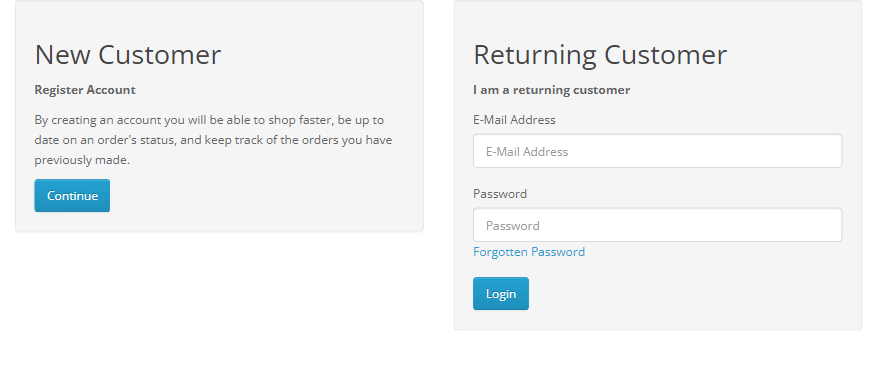 New Customer
Register Account
By creating an account you will be able to shop faster, be up to
date on an order's status, and keep track of the orders you have
previously made.
Continue
Returning Customer
I am a returning customer
E-Mail Address
E-Mail Address
Password
Password
Forgotten Password
Login